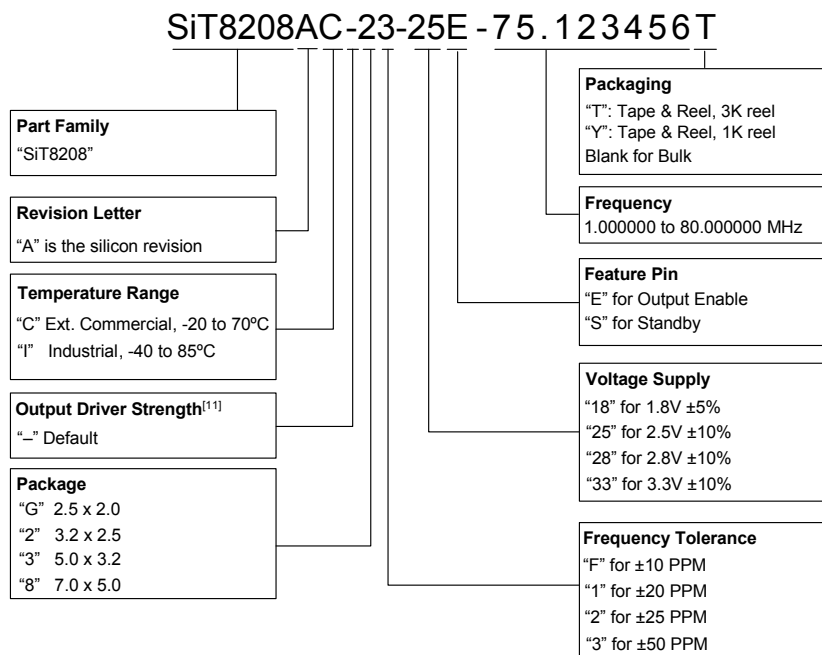 SiT8208AC-23-25E-75.123456T
Part Family
“SiT8208”
Revision Letter
“A” is the silicon revision
Temperature Range
“C” Ext. Commercial, -20 to 70ºC
“I” Industrial, -40 to 85ºC
Output Driver Strength[11]
“–” Default
Package
“G” 2.5 x 2.0
“2” 3.2 x 2.5
“3” 5.0 x 3.2
“8” 7.0 x 5.0
Packaging
“T”: Tape & Reel, 3K reel
“Y”: Tape & Reel, 1K reel
Blank for Bulk
Frequency
1.000000 to 80.000000 MHz
Feature Pin
“E” for Output Enable
“S” for Standby
Voltage Supply
“18” for 1.8V ±5%
“25” for 2.5V ±10%
“28” for 2.8V ±10%
“33” for 3.3V ±10%
Frequency Tolerance
“F” for ±10 PPM
“1” for ±20 PPM
“2” for ±25 PPM
“3” for ±50 PPM